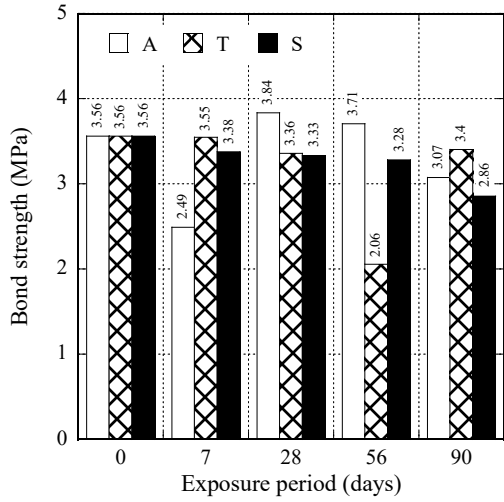 5
A T S
4
3
2
1
0
Bond strength (MPa)
3.56 3.56 3.56
2.49 3.55 3.38
3.84 3.36 3.33
3.71 2.06 3.28
3.07 3.4 2.86
0 7 28 56 90
Exposure period (days)